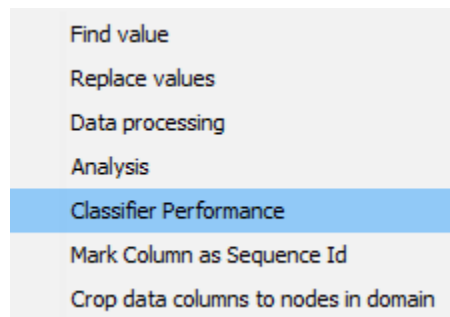 Find value
Replace values
Data processing
Analysis
Classifier Performance
Mark Column as Sequence Id
Crop data columns to nodes in domain